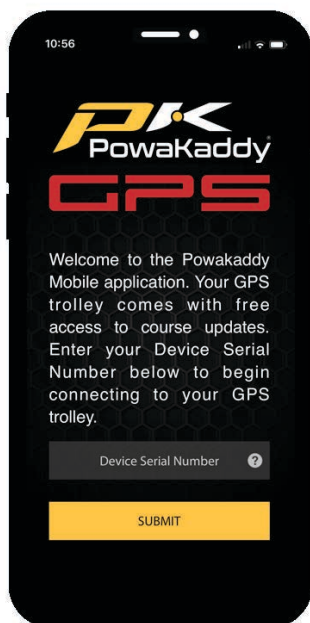 10:56
PK
PowaKaddy
GPS
Welcome to the Powakaddy
Mobile application. Your GPS
trolley comes with free
access to course updates.
Enter your Device Serial
Number below to begin
connecting to your GPS
trolley.
Device Serial Number ?
SUBMIT